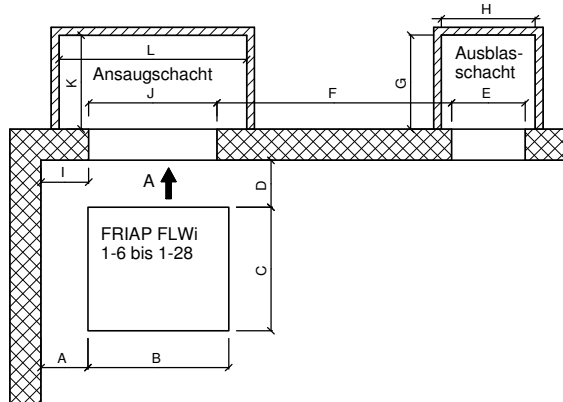 H
L
K
Ansaugschacht
G
Ausblas-
schacht
J
F
E
I
A
D
FRIAP FLWi
1-6 bis 1-28
C
A
B